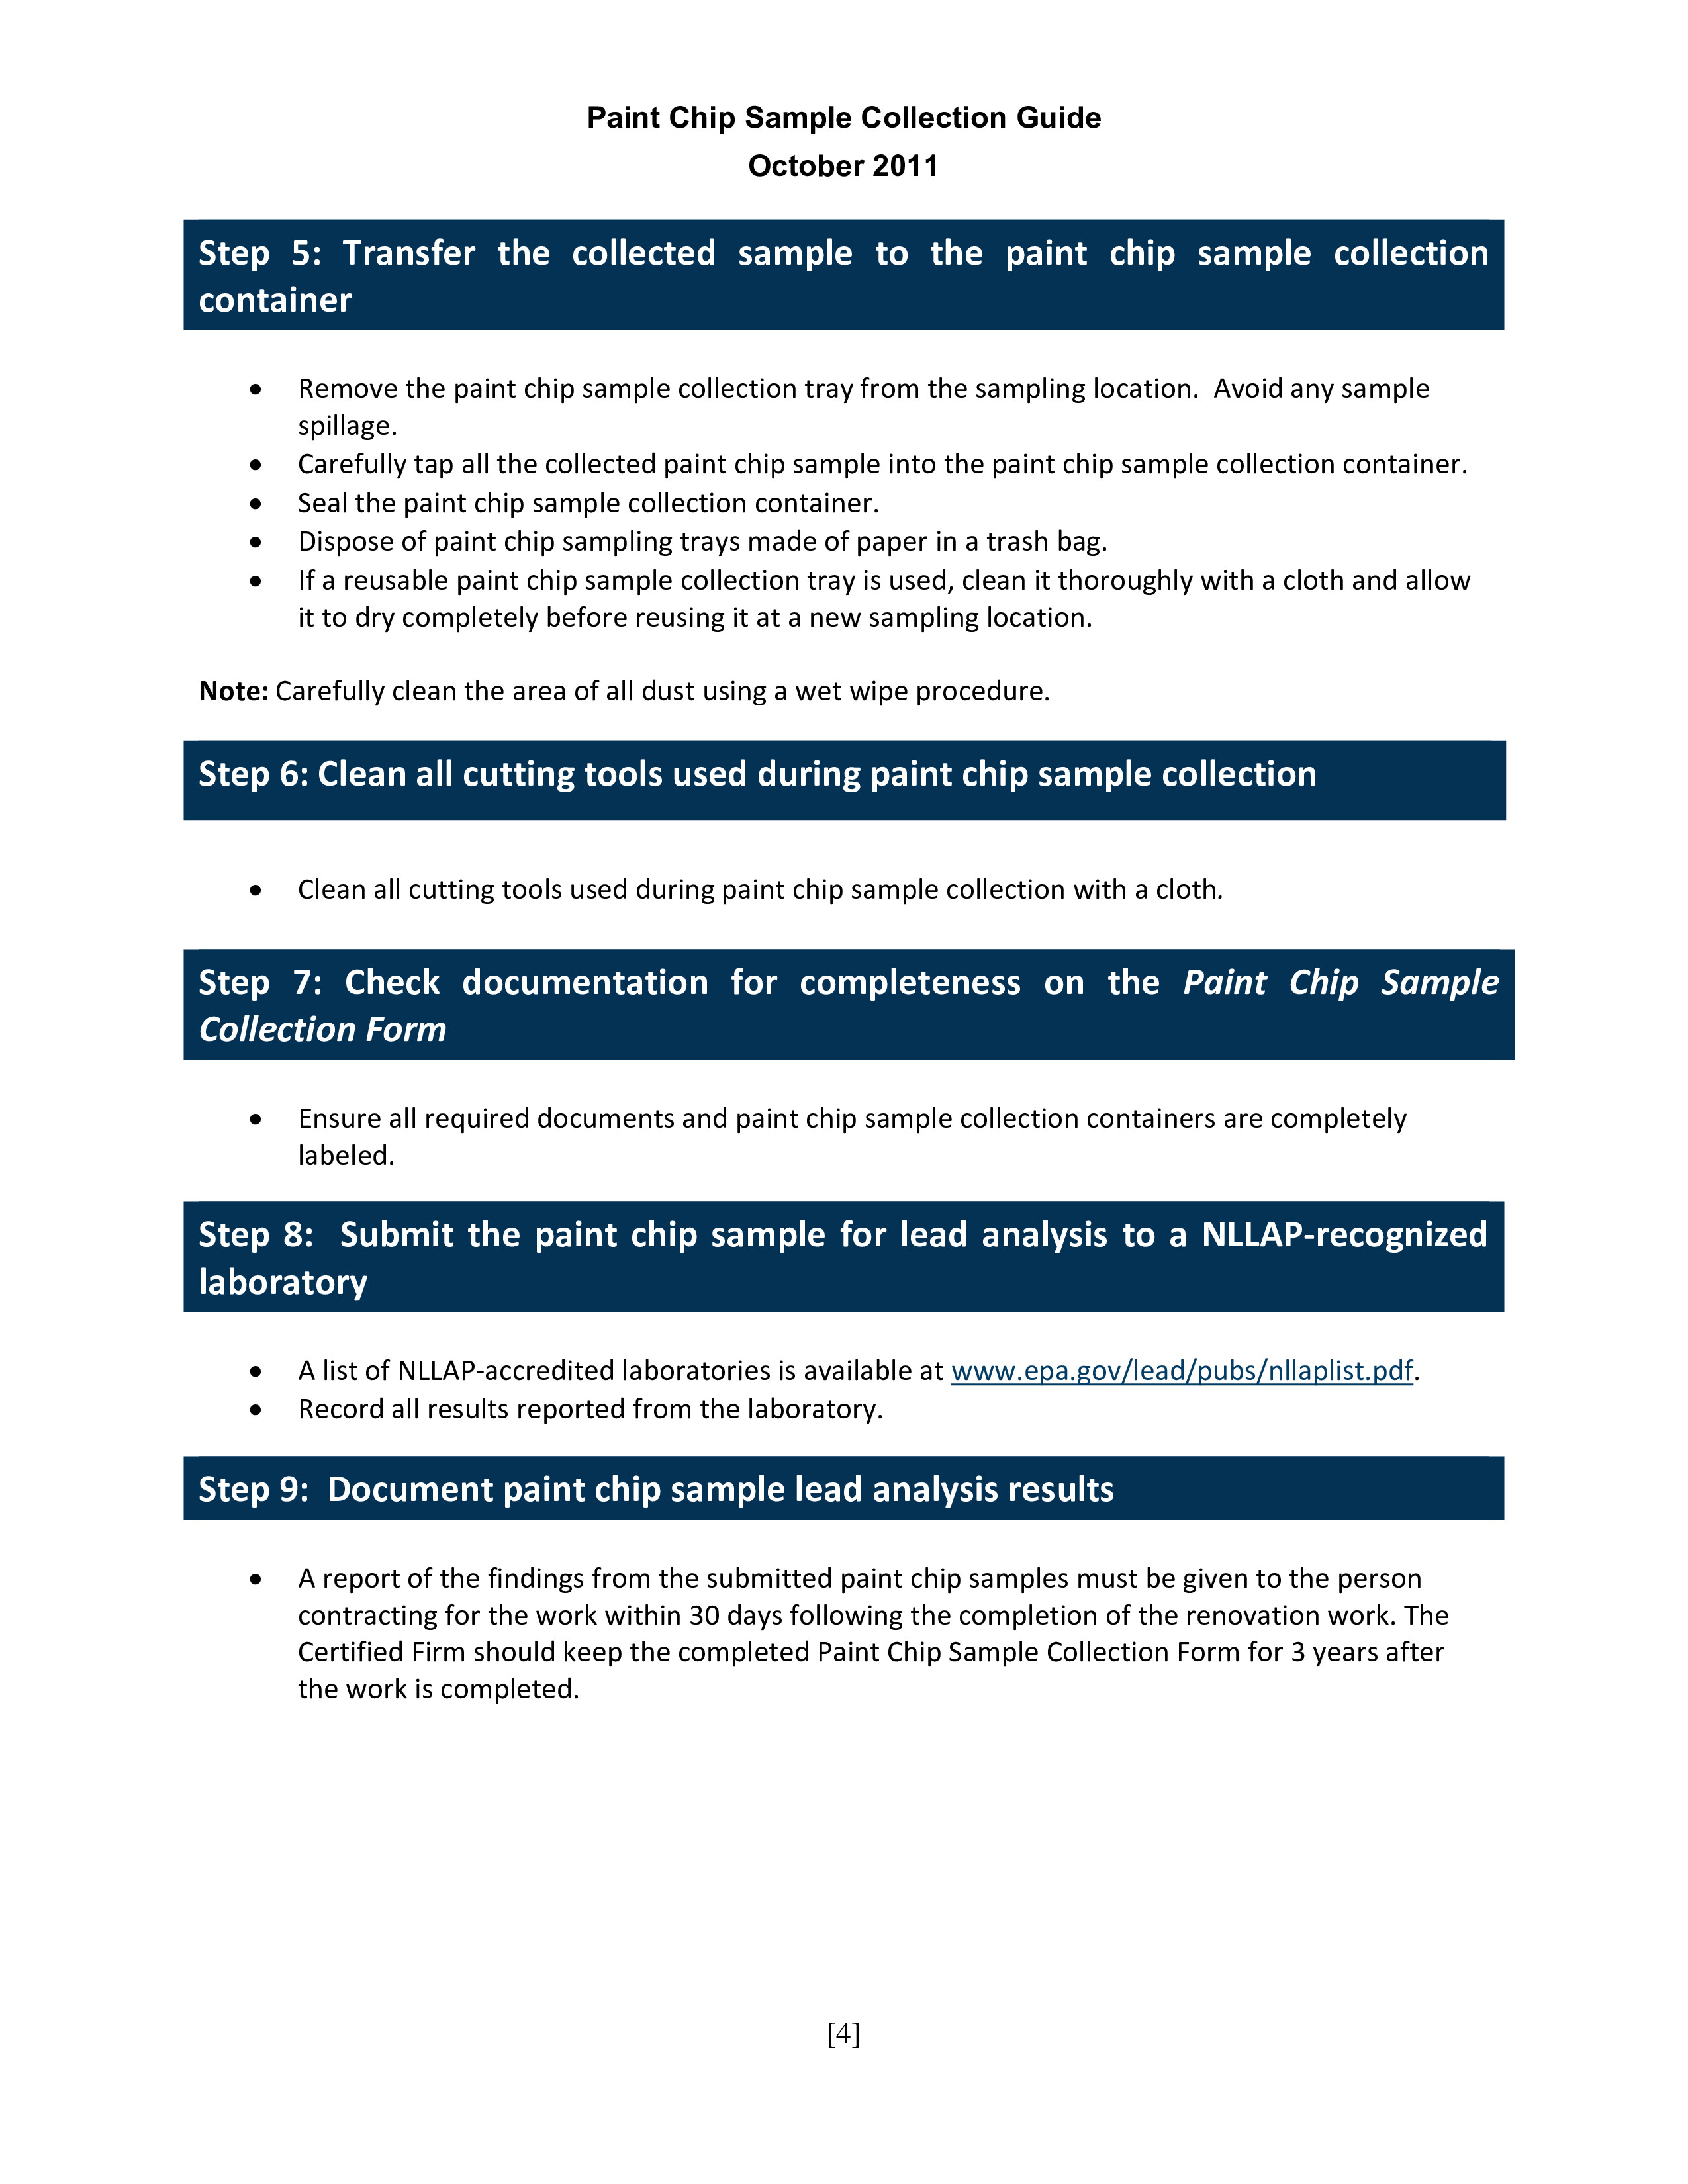 Paint Chip Sample Collection Guide
October 2011
Step 5: Transfer the collected sample to the paint chip sample collection
container
• Remove the paint chip sample collection tray from the sampling location.  Avoid any sample
spillage.
• Carefully tap all the collected paint chip sample into the paint chip sample collection container.
• Seal the paint chip sample collection container.
• Dispose of paint chip sampling trays made of paper in a trash bag.
• If a reusable paint chip sample collection tray is used, clean it thoroughly with a cloth and allow
it to dry completely before reusing it at a new sampling location.
Note: Carefully clean the area of all dust using a wet wipe procedure.
Step 6: Clean all cutting tools used during paint chip sample collection
• Clean all cutting tools used during paint chip sample collection with a cloth.
Step 7: Check documentation for completeness on the Paint Chip Sample
Collection Form
• Ensure all required documents and paint chip sample collection containers are completely
labeled.
Step 8:  Submit the paint chip sample for lead analysis to a NLLAP-recognized
laboratory
• A list of NLLAP-accredited laboratories is available at www.epa.gov/lead/pubs/nllaplist.pdf.
• Record all results reported from the laboratory.
Step 9:  Document paint chip sample lead analysis results
• A report of the findings from the submitted paint chip samples must be given to the person
contracting for the work within 30 days following the completion of the renovation work. The
Certified Firm should keep the completed Paint Chip Sample Collection Form for 3 years after
the work is completed.
[4]